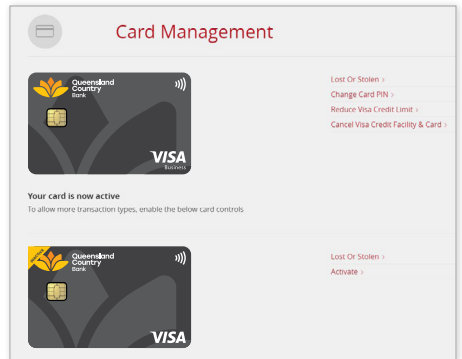 Card Management
Queensland
Country
Bank
VISA
Business
Lost Or Stolen >
Change Card PIN >
Reduce Visa Credit Limit >
Cancel Visa Credit Facility & Card >
Your card is now active
To allow more transaction types, enable the below card controls
Queensland
Country
Bank
VISA
Lost Or Stolen >
Activate >